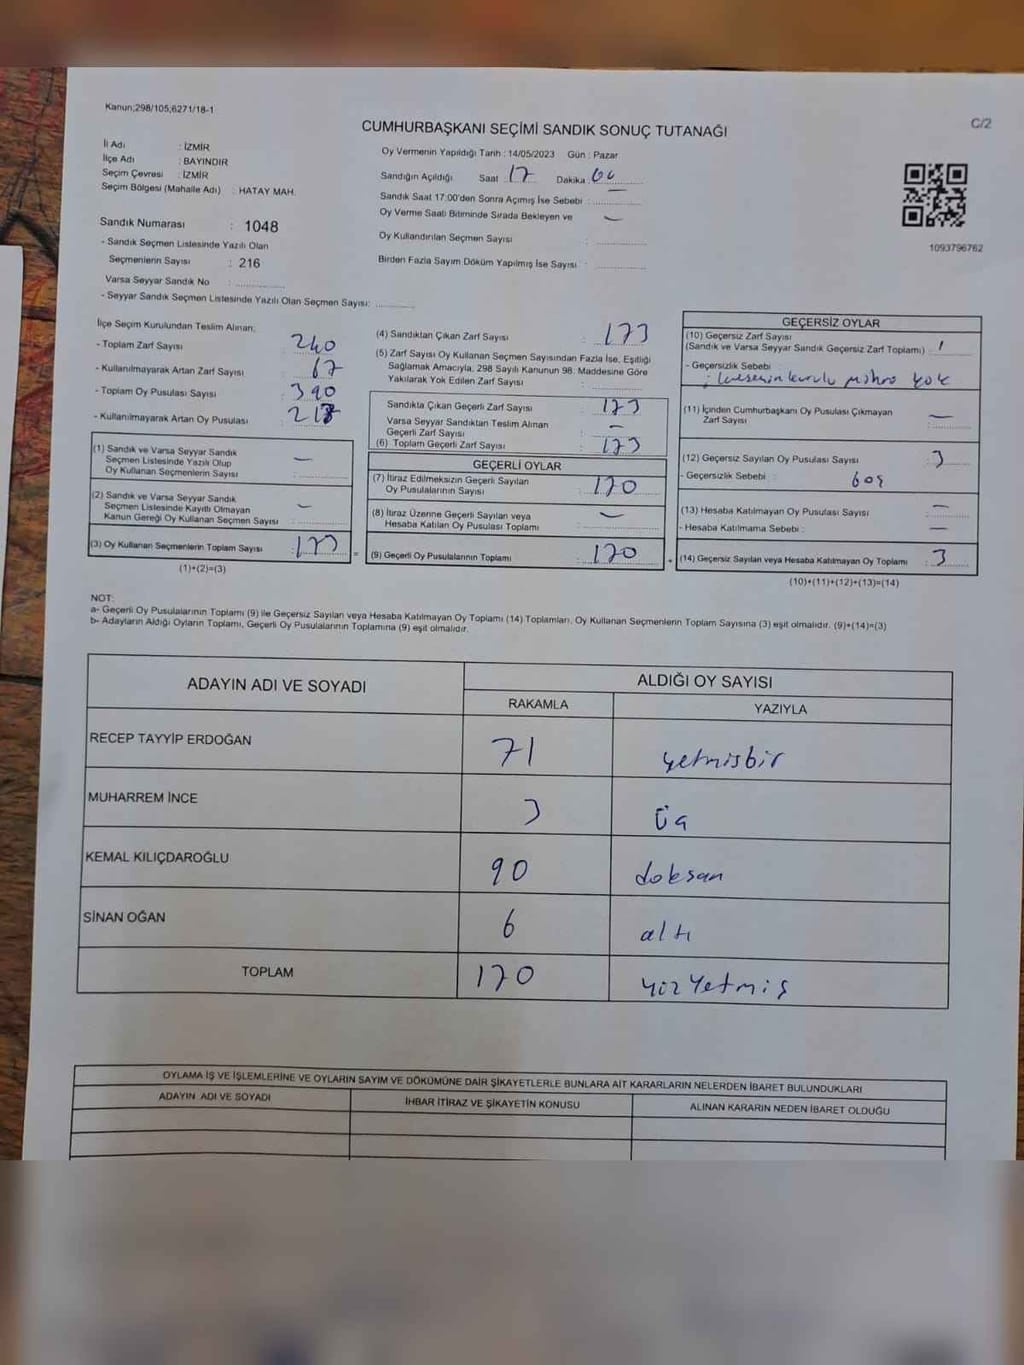 Kanun;298/105,6271/18-1
C/2
CUMHURBAŞKANI SEÇİMİ SANDIK SONUÇ TUTANAĞI
İl Adı : İZMİR
İlçe Adı : BAYINDIR
Seçim Çevresi : İZMİR
Seçim Bölgesi (Mahalle Adı) : HATAY MAH.
Sandık Numarası : 1048
- Sandık Seçmen Listesinde Yazılı Olan
Seçmenlerin Sayısı : 216
Varsa Seyyar Sandık No : ..............
- Seyyar Sandık Seçmen Listesinde Yazılı Olan Seçmen Sayısı: ...........
Oy Vermenin Yapıldığı Tarih : 14/05/2023 Gün : Pazar
Sandığın Açıldığı Saat : 17 Dakika :
Sandık Saat 17:00'den Sonra Açılmış İse Sebebi : —
Oy Verme Saati Bitiminde Sırada Bekleyen ve —
Oy Kullandırılan Seçmen Sayısı : ..............
Birden Fazla Sayım Döküm Yapılmış İse Sayısı : ..............
1093796762
İlçe Seçim Kurulundan Teslim Alınan;
- Toplam Zarf Sayısı : 240
- Kullanılmayarak Artan Zarf Sayısı : 67
- Toplam Oy Pusulası Sayısı : 390
- Kullanılmayarak Artan Oy Pusulası :
(1) Sandık ve Varsa Seyyar Sandık
Seçmen Listesinde Yazılı Olup
Oy Kullanan Seçmenlerin Sayısı : —
(2) Sandık ve Varsa Seyyar Sandık
Seçmen Listesinde Kayıtlı Olmayan
Kanun Gereği Oy Kullanan Seçmen Sayısı : —
(3) Oy Kullanan Seçmenlerin Toplam Sayısı : 173
(1)+(2)=(3)
(4) Sandıktan Çıkan Zarf Sayısı : 173
(5) Zarf Sayısı Oy Kullanan Seçmen Sayısından Fazla İse, Eşitliği
Sağlamak Amacıyla, 298 Sayılı Kanunun 98. Maddesine Göre
Yakılarak Yok Edilen Zarf Sayısı : ..............
Sandıkta Çıkan Geçerli Zarf Sayısı : 173
Varsa Seyyar Sandıktan Teslim Alınan
Geçerli Zarf Sayısı : —
(6) Toplam Geçerli Zarf Sayısı : 173
GEÇERLİ OYLAR
(7) İtiraz Edilmeksizin Geçerli Sayılan
Oy Pusulalarının Sayısı : 170
(8) İtiraz Üzerine Geçerli Sayılan veya
Hesaba Katılan Oy Pusulası Toplamı : —
= (9) Geçerli Oy Pusulalarının Toplamı : 170
GEÇERSİZ OYLAR
(10) Geçersiz Zarf Sayısı
(Sandık ve Varsa Seyyar Sandık Geçersiz Zarf Toplamı) :
- Geçersizlik Sebebi : yok
(11) İçinden Cumhurbaşkanı Oy Pusulası Çıkmayan
Zarf Sayısı : —
(12) Geçersiz Sayılan Oy Pusulası Sayısı : 3
- Geçersizlik Sebebi : boş
(13) Hesaba Katılmayan Oy Pusulası Sayısı : —
- Hesaba Katılmama Sebebi : —
+ (14) Geçersiz Sayılan veya Hesaba Katılmayan Oy Toplamı : 3
(10)+(11)+(12)+(13)=(14)
NOT:
a- Geçerli Oy Pusulalarının Toplamı (9) ile Geçersiz Sayılan veya Hesaba Katılmayan Oy Toplamı (14) Toplamları, Oy Kullanan Seçmenlerin Toplam Sayısına (3) eşit olmalıdır. (9)+(14)=(3)
b- Adayların Aldığı Oyların Toplamı, Geçerli Oy Pusulalarının Toplamına (9) eşit olmalıdır.
ADAYIN ADI VE SOYADI ALDIĞI OY SAYISI
RAKAMLA YAZIYLA
RECEP TAYYİP ERDOĞAN 71 yetmişbir
MUHARREM İNCE 3 Üç
KEMAL KILIÇDAROĞLU 90 doksan
SİNAN OĞAN 6 altı
TOPLAM 170 yüzyetmiş
OYLAMA İŞ VE İŞLEMLERİNE VE OYLARIN SAYIM VE DÖKÜMÜNE DAİR ŞİKAYETLERLE BUNLARA AİT KARARLARIN NELERDEN İBARET BULUNDUKLARI
ADAYIN ADI VE SOYADI İHBAR İTİRAZ VE ŞİKAYETİN KONUSU ALINAN KARARIN NEDEN İBARET OLDUĞU